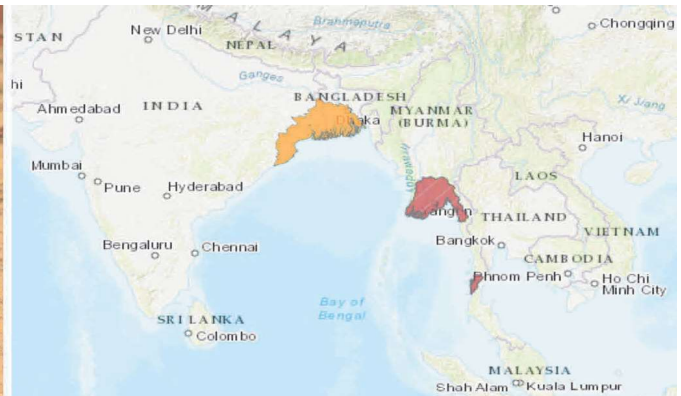 MALAYA
Brahmaputra
Chongqing
STAN
New Delhi
NEPAL
Ganges
hi
BANGLADESH
Xi Jiang
Ahmedabad
INDIA
MYANMAR
(BURMA)
Hanoi
Irrawaddy
LAOS
Mumbai
Pune
Hyderabad
THAILAND
VIETNAM
Bengaluru
Chennai
Bangkok
CAMBODIA
Phnom Penh
Ho Chi
Minh City
Bay of
Bengal
SRI LANKA
Colombo
MALAYSIA
Shah Alam
Kuala Lumpur